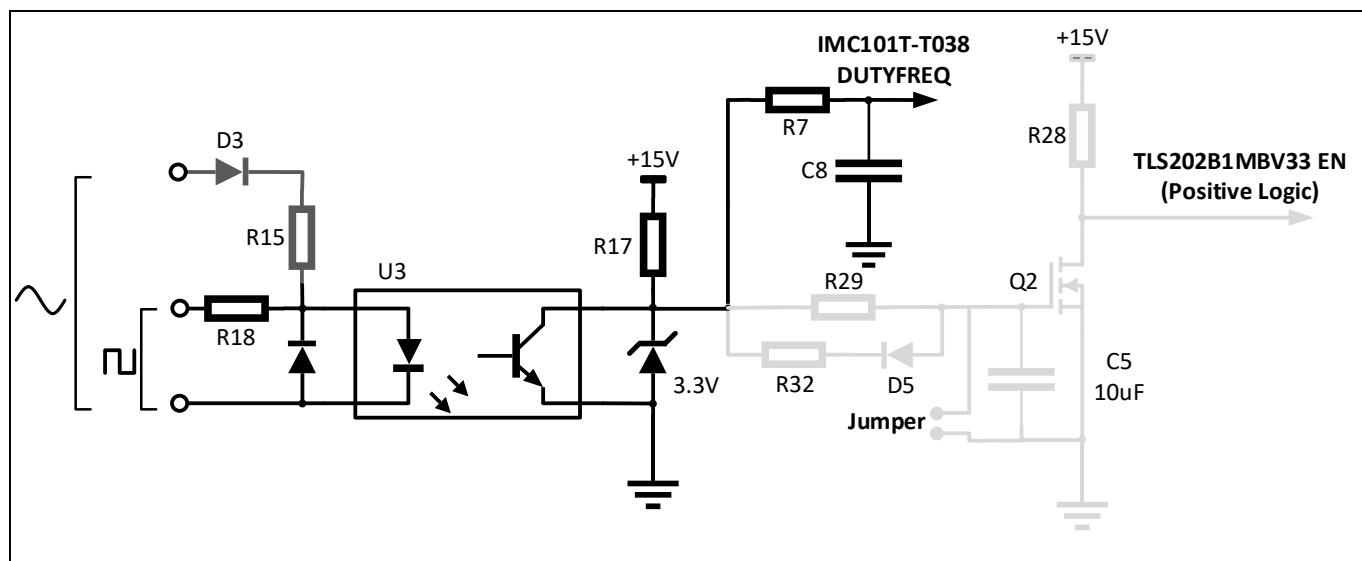 IMC101T-T038
DUTYFREQ
+15V
R7
R28
D3
C8
TLS202B1MBV33 EN
(Positive Logic)
+15V
R15
R17
U3
R29
Q2
R18
R32
D5
3.3V
C5
10uF
Jumper